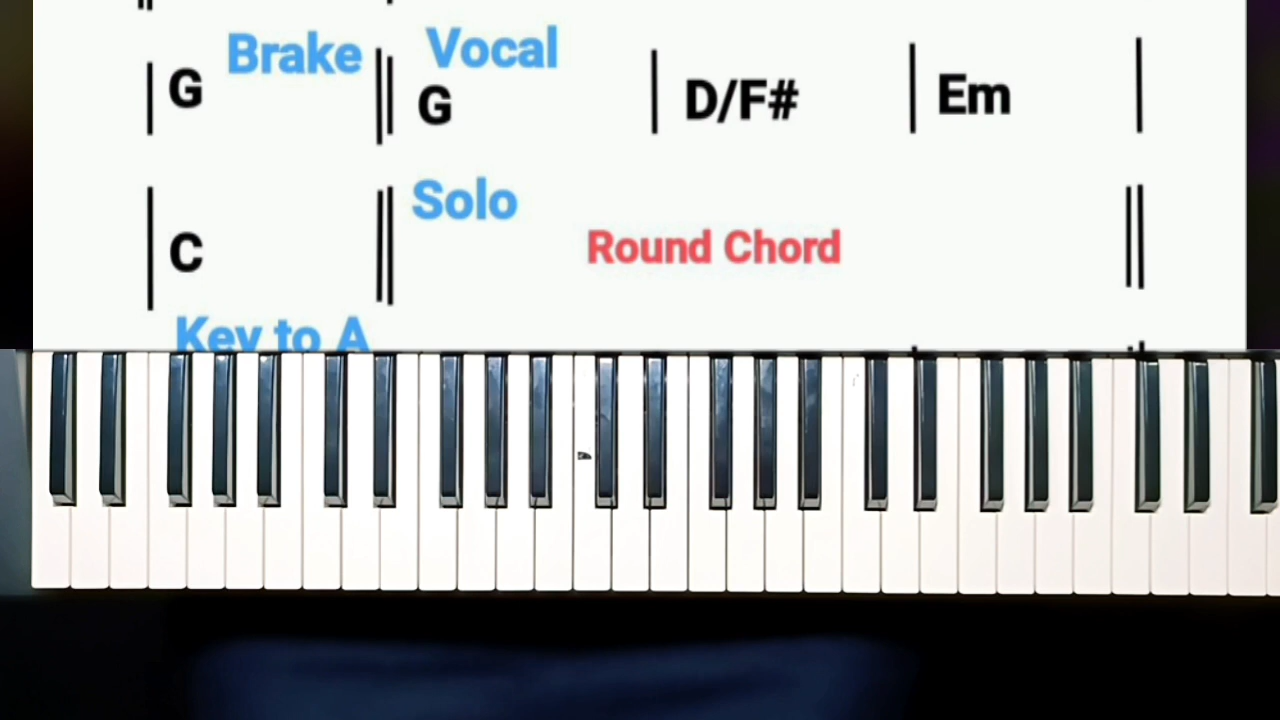 Brake Vocal
G G D/F# Em
Solo
C Round Chord
Key to A